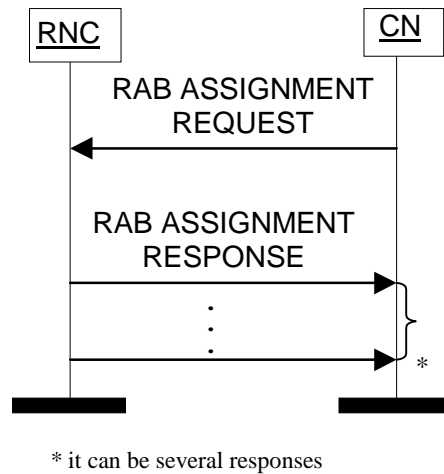 RNC
CN
RAB ASSIGNMENT
REQUEST
RAB ASSIGNMENT
RESPONSE
*
* it can be several responses